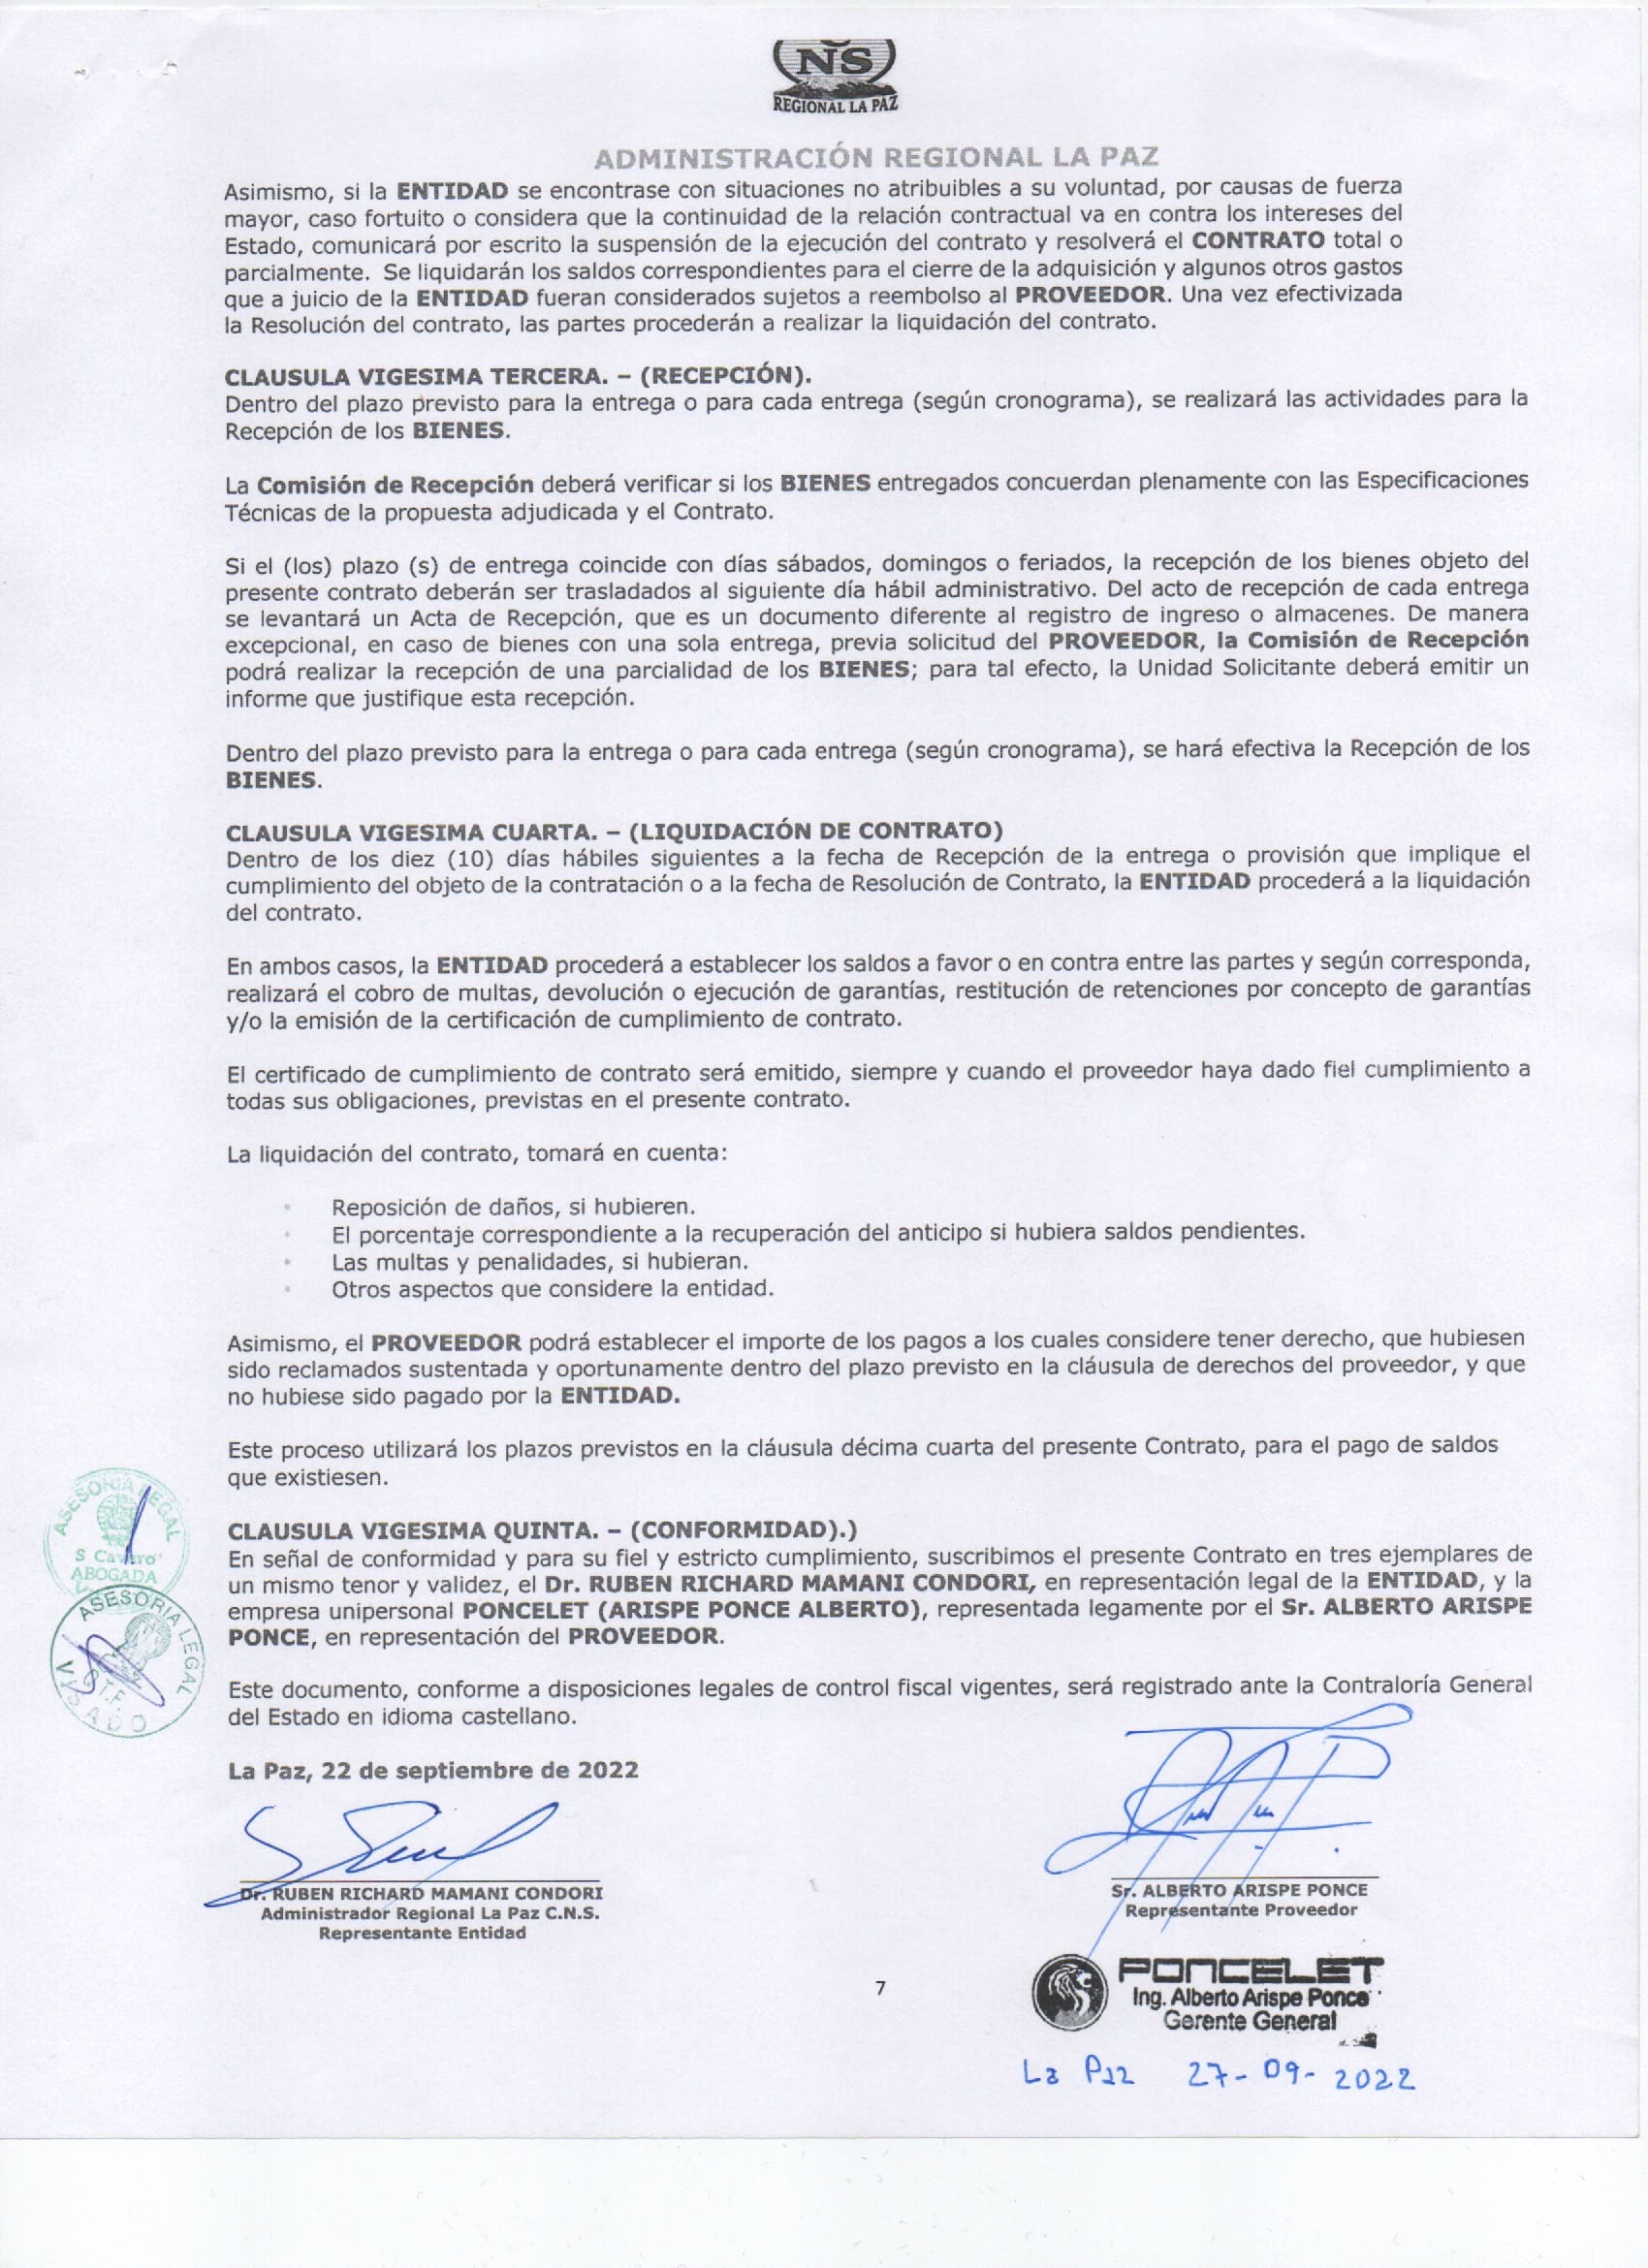 NS
REGIONAL LA PAZ
ADMINISTRACIÓN REGIONAL LA PAZ
Asimismo, si la ENTIDAD se encontrase con situaciones no atribuibles a su voluntad, por causas de fuerza
mayor, caso fortuito o considera que la continuidad de la relación contractual va en contra los intereses del
Estado, comunicará por escrito la suspensión de la ejecución del contrato y resolverá el CONTRATO total o
parcialmente. Se liquidarán los saldos correspondientes para el cierre de la adquisición y algunos otros gastos
que a juicio de la ENTIDAD fueran considerados sujetos a reembolso al PROVEEDOR. Una vez efectivizada
la Resolución del contrato, las partes procederán a realizar la liquidación del contrato.
CLAUSULA VIGESIMA TERCERA. – (RECEPCIÓN).
Dentro del plazo previsto para la entrega o para cada entrega (según cronograma), se realizará las actividades para la
Recepción de los BIENES.
La Comisión de Recepción deberá verificar si los BIENES entregados concuerdan plenamente con las Especificaciones
Técnicas de la propuesta adjudicada y el Contrato.
Si el (los) plazo (s) de entrega coincide con días sábados, domingos o feriados, la recepción de los bienes objeto del
presente contrato deberán ser trasladados al siguiente día hábil administrativo. Del acto de recepción de cada entrega
se levantará un Acta de Recepción, que es un documento diferente al registro de ingreso o almacenes. De manera
excepcional, en caso de bienes con una sola entrega, previa solicitud del PROVEEDOR, la Comisión de Recepción
podrá realizar la recepción de una parcialidad de los BIENES; para tal efecto, la Unidad Solicitante deberá emitir un
informe que justifique esta recepción.
Dentro del plazo previsto para la entrega o para cada entrega (según cronograma), se hará efectiva la Recepción de los
BIENES.
CLAUSULA VIGESIMA CUARTA. – (LIQUIDACIÓN DE CONTRATO)
Dentro de los diez (10) días hábiles siguientes a la fecha de Recepción de la entrega o provisión que implique el
cumplimiento del objeto de la contratación o a la fecha de Resolución de Contrato, la ENTIDAD procederá a la liquidación
del contrato.
En ambos casos, la ENTIDAD procederá a establecer los saldos a favor o en contra entre las partes y según corresponda,
realizará el cobro de multas, devolución o ejecución de garantías, restitución de retenciones por concepto de garantías
y/o la emisión de la certificación de cumplimiento de contrato.
El certificado de cumplimiento de contrato será emitido, siempre y cuando el proveedor haya dado fiel cumplimiento a
todas sus obligaciones, previstas en el presente contrato.
La liquidación del contrato, tomará en cuenta:
• Reposición de daños, si hubieren.
• El porcentaje correspondiente a la recuperación del anticipo si hubiera saldos pendientes.
• Las multas y penalidades, si hubieran.
• Otros aspectos que considere la entidad.
Asimismo, el PROVEEDOR podrá establecer el importe de los pagos a los cuales considere tener derecho, que hubiesen
sido reclamados sustentada y oportunamente dentro del plazo previsto en la cláusula de derechos del proveedor, y que
no hubiese sido pagado por la ENTIDAD.
Este proceso utilizará los plazos previstos en la cláusula décima cuarta del presente Contrato, para el pago de saldos
que existiesen.
ASESORIA LEGAL
S Cavero
ABOGADA
CLAUSULA VIGESIMA QUINTA. – (CONFORMIDAD).)
En señal de conformidad y para su fiel y estricto cumplimiento, suscribimos el presente Contrato en tres ejemplares de
un mismo tenor y validez, el Dr. RUBEN RICHARD MAMANI CONDORI, en representación legal de la ENTIDAD, y la
empresa unipersonal PONCELET (ARISPE PONCE ALBERTO), representada legamente por el Sr. ALBERTO ARISPE
PONCE, en representación del PROVEEDOR.
ASESORIA LEGAL
VISADO
Este documento, conforme a disposiciones legales de control fiscal vigentes, será registrado ante la Contraloría General
del Estado en idioma castellano.
La Paz, 22 de septiembre de 2022
Dr. RUBEN RICHARD MAMANI CONDORI
Administrador Regional La Paz C.N.S.
Representante Entidad
Sr. ALBERTO ARISPE PONCE
Representante Proveedor
7
PONCELET
Ing. Alberto Arispe Ponce
Gerente General
La Paz 27-09-2022